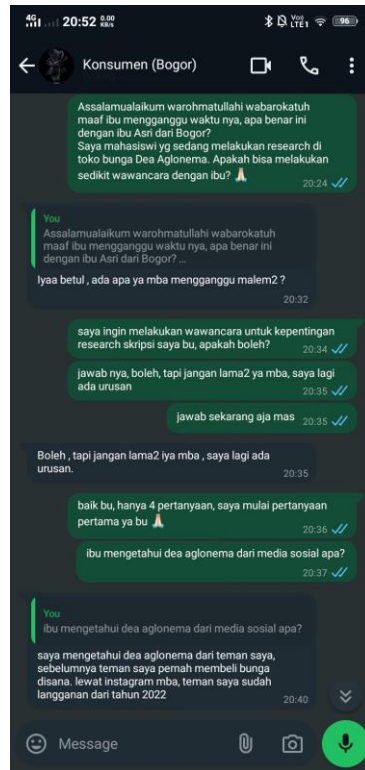 4G 20:52 0.00 KB/s Vo)) LTE1 96
Konsumen (Bogor)
Assalamualaikum warohmatullahi wabarokatuh
maaf ibu mengganggu waktu nya, apa benar ini
dengan ibu Asri dari Bogor?
Saya mahasiswi yg sedang melakukan research di
toko bunga Dea Aglonema. Apakah bisa melakukan
sedikit wawancara dengan ibu? 🙏🏻
20:24
You
Assalamualaikum warohmatullahi wabarokatuh
maaf ibu mengganggu waktu nya, apa benar ini
dengan ibu Asri dari Bogor? ...
Iyaa betul , ada apa ya mba mengganggu malem2 ?
20:32
saya ingin melakukan wawancara untuk kepentingan
research skripsi saya bu, apakah boleh?
20:34
jawab nya, boleh, tapi jangan lama2 ya mba, saya lagi
ada urusan
20:35
jawab sekarang aja mas 20:35
Boleh , tapi jangan lama2 iya mba , saya lagi ada
urusan.
20:35
baik bu, hanya 4 pertanyaan, saya mulai pertanyaan
pertama ya bu 🙏🏻
20:36
ibu mengetahui dea aglonema dari media sosial apa?
20:37
You
ibu mengetahui dea aglonema dari media sosial apa?
saya mengetahui dea aglonema dari teman saya,
sebelumnya teman saya pernah membeli bunga
disana. lewat instagram mba, teman saya sudah
langganan dari tahun 2022
20:40
Message